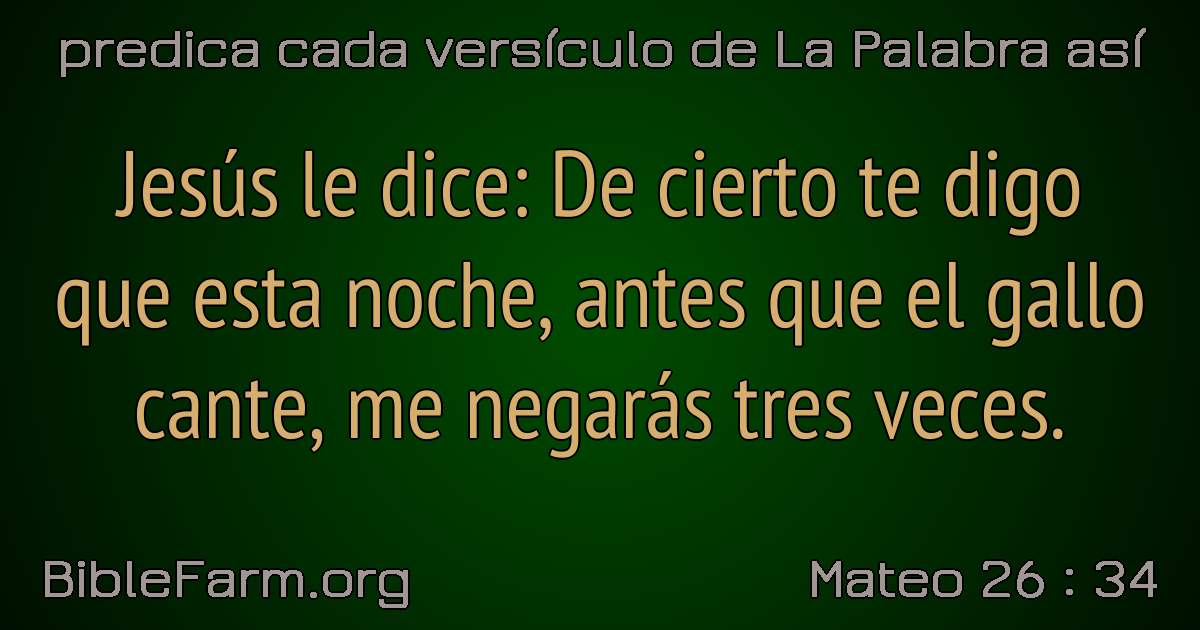 predica cada versículo de La Palabra así
Jesús le dice: De cierto te digo
que esta noche, antes que el gallo
cante, me negarás tres veces.
BibleFarm.org
Mateo 26 : 34